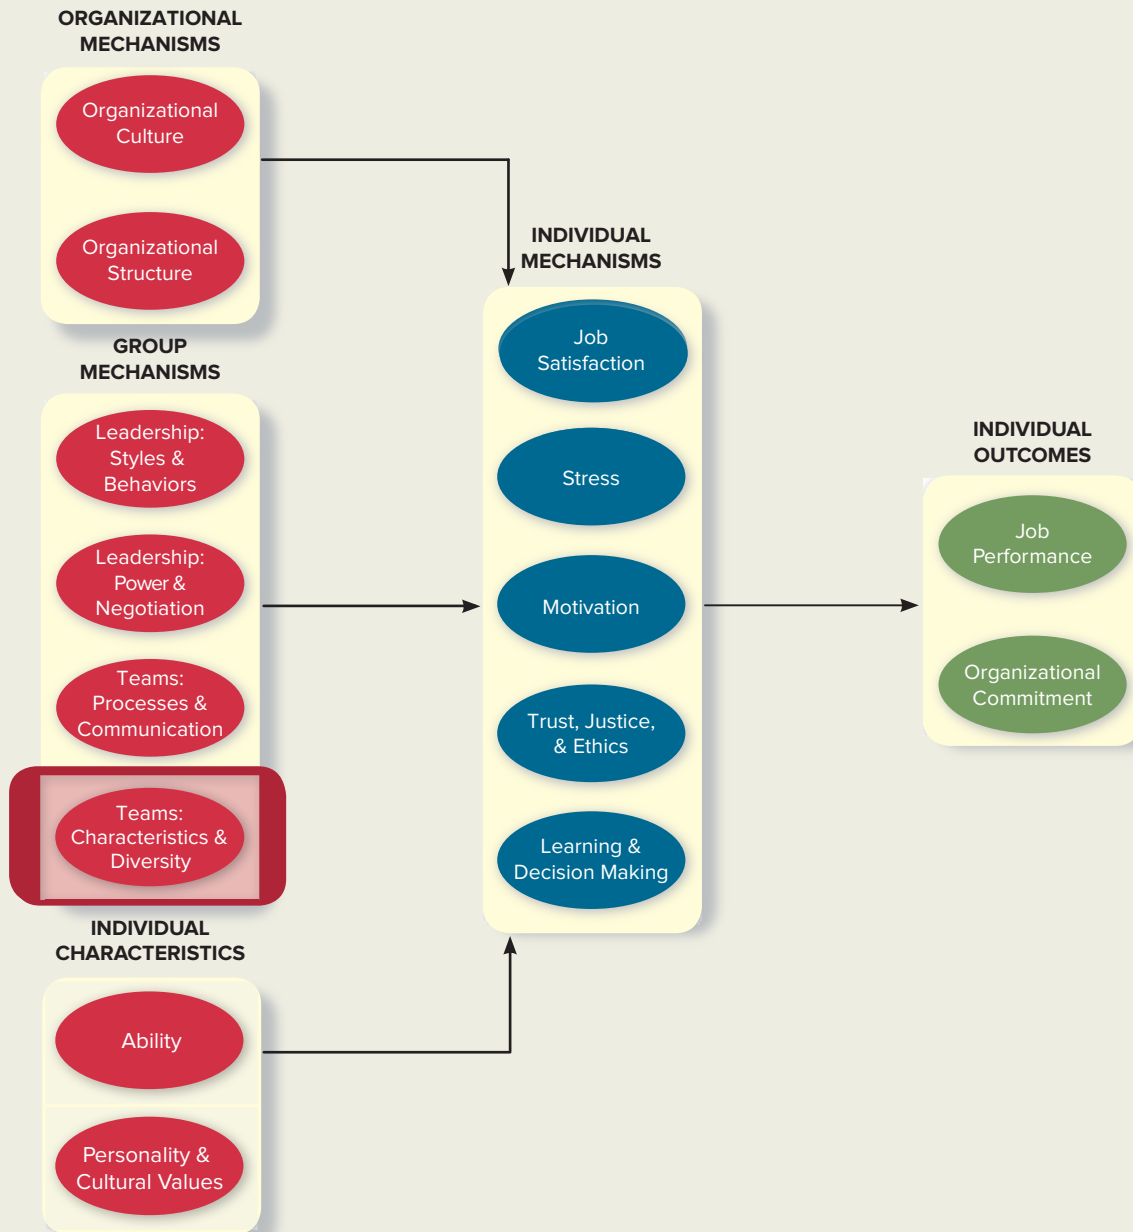 ORGANIZATIONAL
MECHANISMS
Organizational
Culture
Organizational
Structure
GROUP
MECHANISMS
Leadership:
Styles &
Behaviors
Leadership:
Power &
Negotiation
Teams:
Processes &
Communication
Teams:
Characteristics &
Diversity
INDIVIDUAL
CHARACTERISTICS
Ability
Personality &
Cultural Values
INDIVIDUAL
MECHANISMS
Job
Satisfaction
Stress
Motivation
Trust, Justice,
& Ethics
Learning &
Decision Making
INDIVIDUAL
OUTCOMES
Job
Performance
Organizational
Commitment